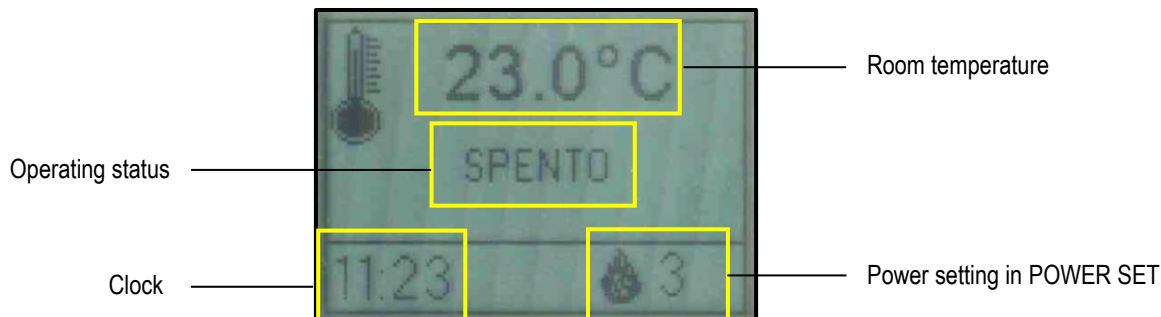 23.0°C
Room temperature
Operating status
SPENTO
Clock
11:23
3
Power setting in POWER SET